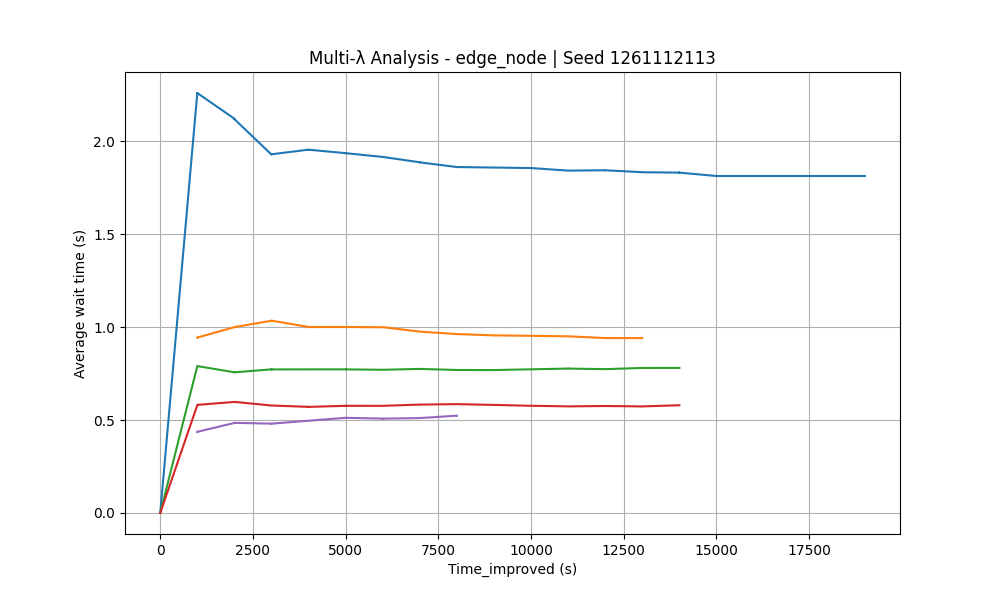 Multi-λ Analysis - edge_node | Seed 1261112113
Average wait time (s)
2.0
1.5
1.0
0.5
0.0
0 2500 5000 7500 10000 12500 15000 17500
Time_improved (s)